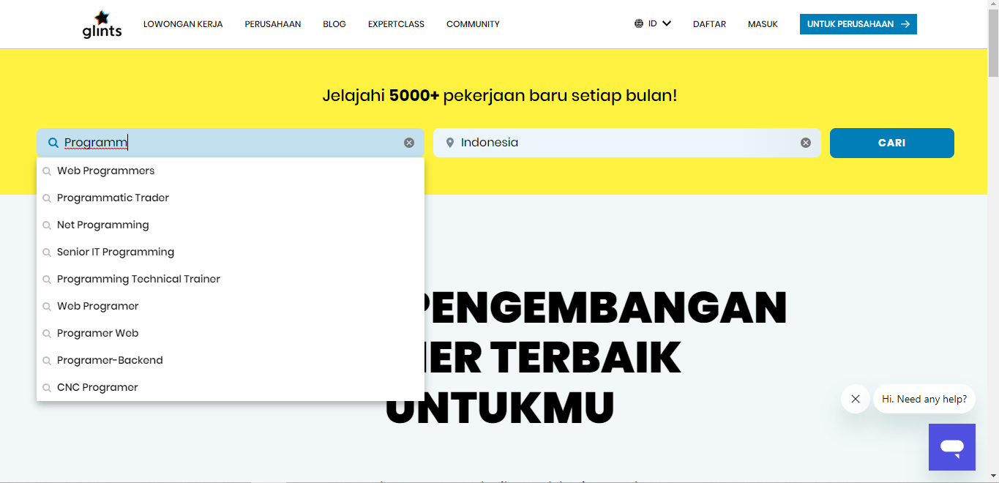 glints
LOWONGAN KERJA PERUSAHAAN BLOG EXPERTCLASS COMMUNITY ID DAFTAR MASUK UNTUK PERUSAHAAN
Jelajahi 5000+ pekerjaan baru setiap bulan!
Programm Indonesia CARI
Web Programmers
Programmatic Trader
Net Programming
Senior IT Programming
Programming Technical Trainer
Web Programer
Programer Web
Programer-Backend
CNC Programer
PENGEMBANGAN
TERBAIK
UNTUKMU
Hi. Need any help?